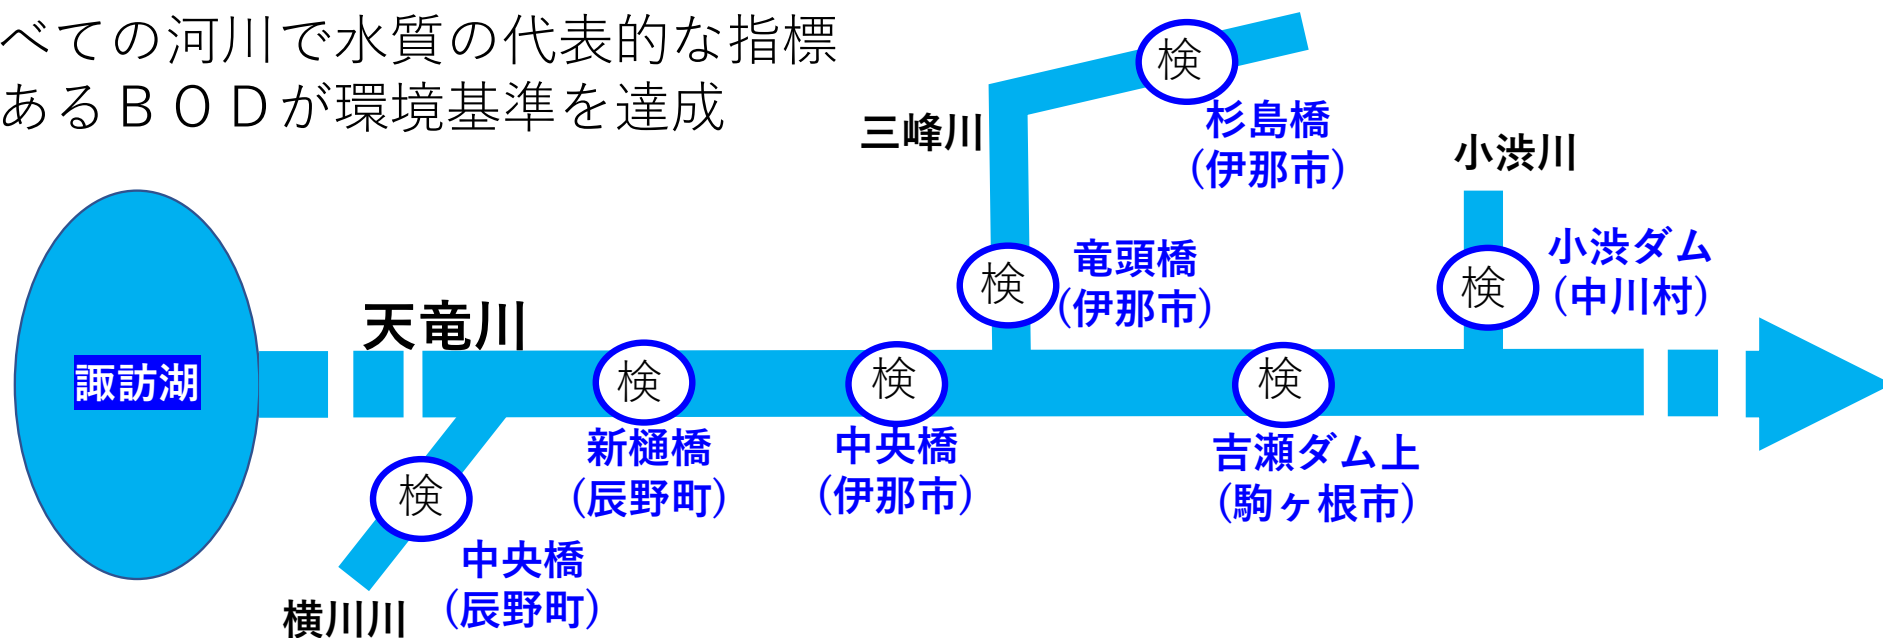 べての河川で水質の代表的な指標
あるＢＯＤが環境基準を達成
検
杉島橋
（伊那市）
三峰川
小渋川
検
竜頭橋
（伊那市）
検
小渋ダム
（中川村）
天竜川
諏訪湖
検
新樋橋
（辰野町）
検
中央橋
（伊那市）
検
吉瀬ダム上
（駒ヶ根市）
検
中央橋
（辰野町）
横川川